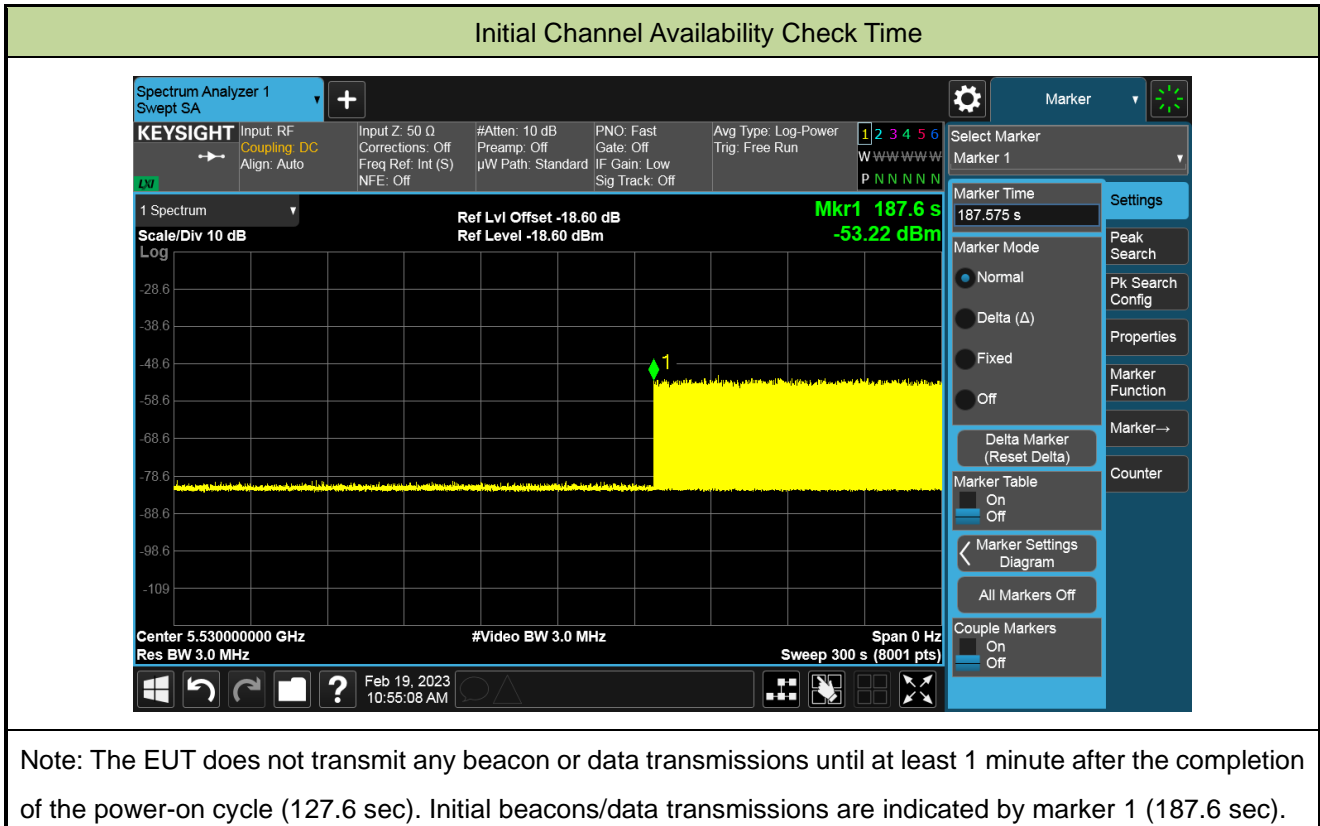 Initial Channel Availability Check Time
Spectrum Analyzer 1
Swept SA
+
Marker
KEYSIGHT
LXI
Input: RF
Coupling: DC
Align: Auto
Input Z: 50 Ω
Corrections: Off
Freq Ref: Int (S)
NFE: Off
#Atten: 10 dB
Preamp: Off
µW Path: Standard
PNO: Fast
Gate: Off
IF Gain: Low
Sig Track: Off
Avg Type: Log-Power
Trig: Free Run
1 2 3 4 5 6
W W W W W W
P N N N N N
Select Marker
Marker 1
1 Spectrum
Scale/Div 10 dB
Log
Ref Lvl Offset -18.60 dB
Ref Level -18.60 dBm
Mkr1 187.6 s
-53.22 dBm
1
-28.6
-38.6
-48.6
-58.6
-68.6
-78.6
-88.6
-98.6
-109
Center 5.530000000 GHz
Res BW 3.0 MHz
#Video BW 3.0 MHz
Span 0 Hz
Sweep 300 s (8001 pts)
Marker Time
187.575 s
Marker Mode
Normal
Delta (Δ)
Fixed
Off
Delta Marker
(Reset Delta)
Marker Table
On
Off
Marker Settings
Diagram
All Markers Off
Couple Markers
On
Off
Settings
Peak
Search
Pk Search
Config
Properties
Marker
Function
Marker→
Counter
?
Feb 19, 2023
10:55:08 AM
Note: The EUT does not transmit any beacon or data transmissions until at least 1 minute after the completion
of the power-on cycle (127.6 sec). Initial beacons/data transmissions are indicated by marker 1 (187.6 sec).